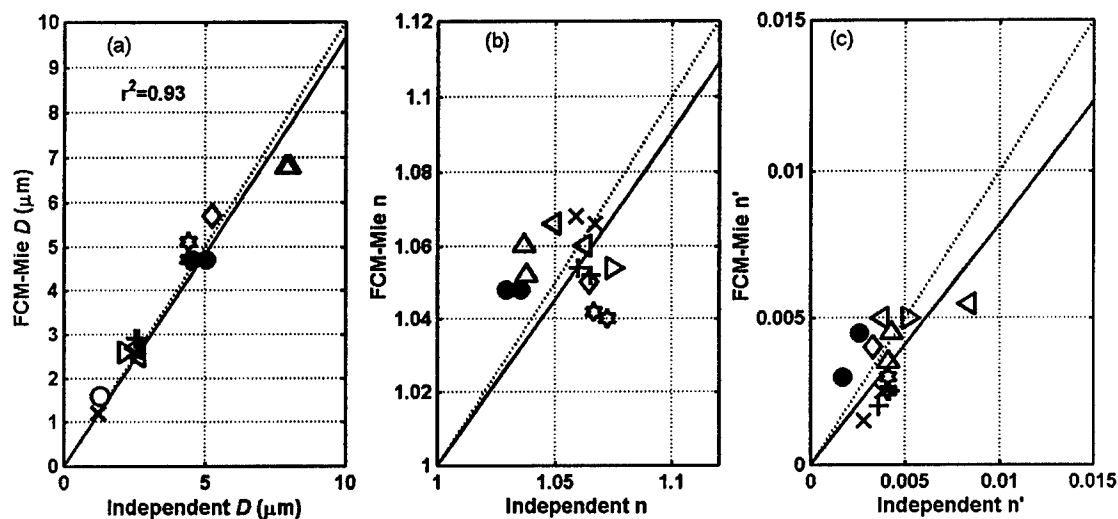 (a)
r²=0.93
FCM-Mie D (μm)
10
9
8
7
6
5
4
3
2
1
0
0 5 10
Independent D (μm)
(b)
FCM-Mie n
1.12
1.1
1.08
1.06
1.04
1.02
1
1 1.05 1.1
Independent n
(c)
FCM-Mie n'
0.015
0.01
0.005
0
0 0.005 0.01 0.015
Independent n'